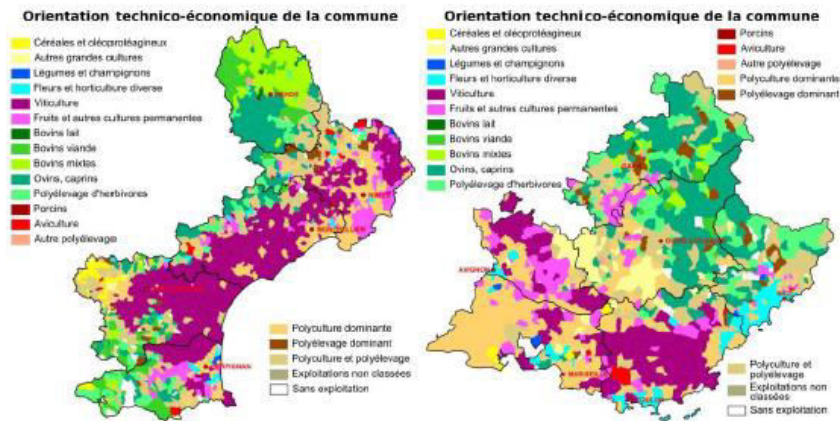 Orientation technico-économique de la commune
Céréales et oléoprotéagineux
Autres grandes cultures
Légumes et champignons
Fleurs et horticulture diverse
Viticulture
Fruits et autres cultures permanentes
Bovins lait
Bovins viande
Bovins mixtes
Ovins, caprins
Polyélevage d'herbivores
Porcins
Aviculture
Autre polyélevage
MENDE
Polyculture dominante
Polyélevage dominant
Polyculture et polyélevage
Exploitations non classées
Sans exploitation
Orientation technico-économique de la commune
Céréales et oléoprotéagineux
Autres grandes cultures
Légumes et champignons
Fleurs et horticulture diverse
Viticulture
Fruits et autres cultures permanentes
Bovins lait
Bovins viande
Bovins mixtes
Ovins, caprins
Polyélevage d'herbivores
Porcins
Aviculture
Autre polyélevage
Polyculture dominante
Polyélevage dominant
AVIGNON
Polyculture et
polyélevage
Exploitations non
classées
Sans exploitation